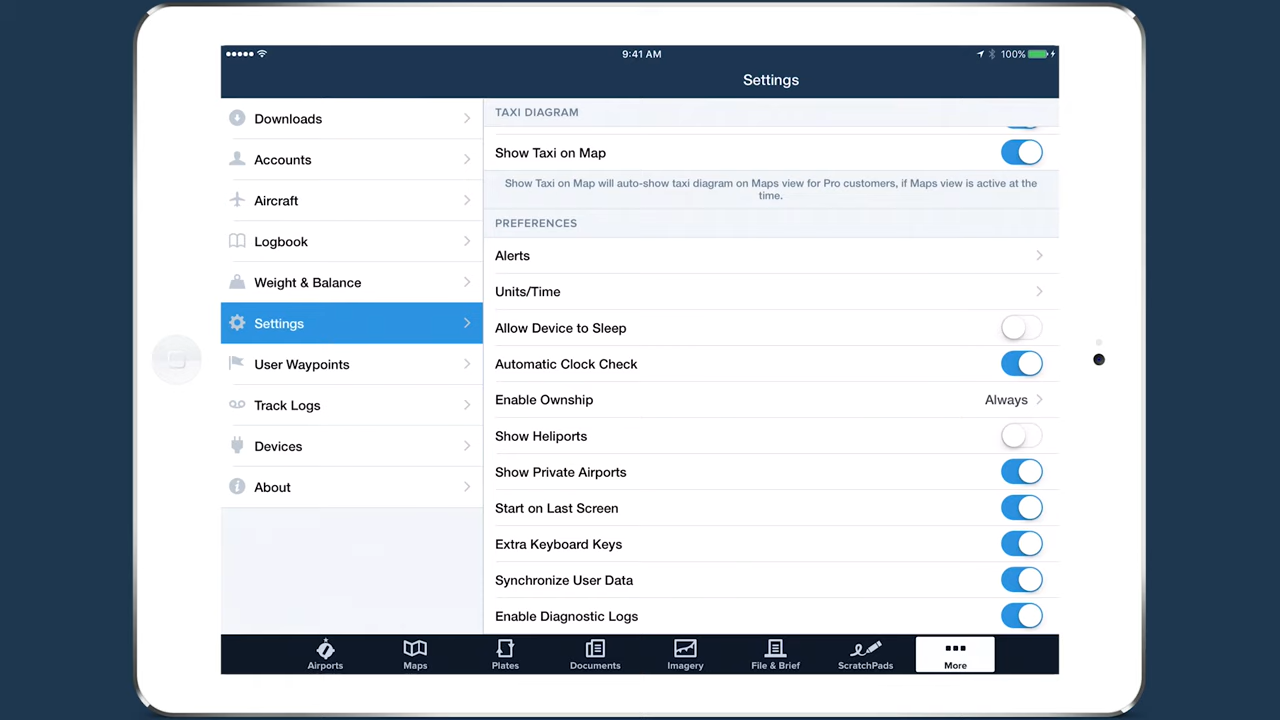 9:41 AM
100%
Settings
Downloads
Accounts
Aircraft
Logbook
Weight & Balance
Settings
User Waypoints
Track Logs
Devices
About
TAXI DIAGRAM
Show Taxi on Map
Show Taxi on Map will auto-show taxi diagram on Maps view for Pro customers, if Maps view is active at the
time.
PREFERENCES
Alerts
Units/Time
Allow Device to Sleep
Automatic Clock Check
Enable Ownship Always
Show Heliports
Show Private Airports
Start on Last Screen
Extra Keyboard Keys
Synchronize User Data
Enable Diagnostic Logs
Airports Maps Plates Documents Imagery File & Brief ScratchPads More